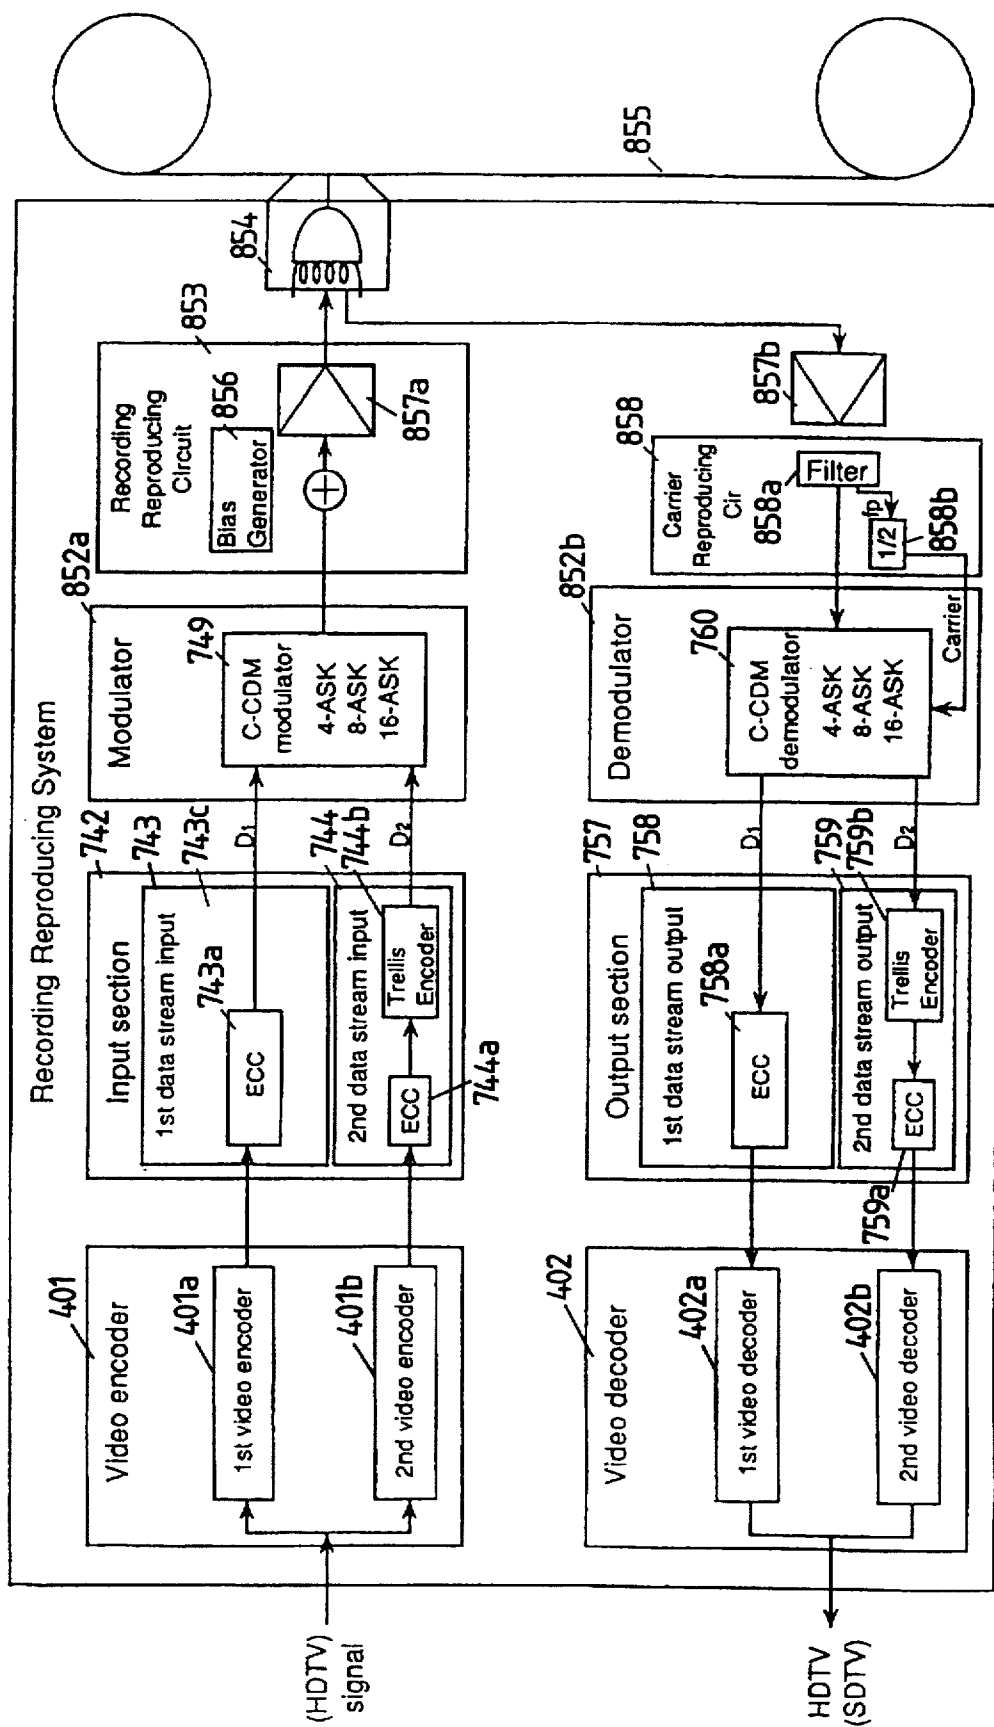 Recording Reproducing System
(HDTV)
signal
401
Video encoder
401a
1st video encoder
401b
2nd video encoder
742
Input section
743
743c
1st data stream input
743a
ECC
744
744b
2nd data stream input
ECC
744a
Trellis
Encoder
D1
D2
852a
Modulator
749
C-CDM
modulator
4-ASK
8-ASK
16-ASK
853
Recording
Reproducing
Circuit
856
Bias
Generator
857a
854
855
857b
858
Carrier
Reproducing
Cir
858a
Filter
fp
1/2
858b
Carrier
852b
Demodulator
760
C-CDM
demodulator
4-ASK
8-ASK
16-ASK
D1
D2
757
Output section
758
1st data stream output
758a
ECC
759
759b
2nd data stream output
Trellis
Encoder
ECC
759a
402
Video decoder
402a
1st video decoder
402b
2nd video decoder
HDTV
(SDTV)